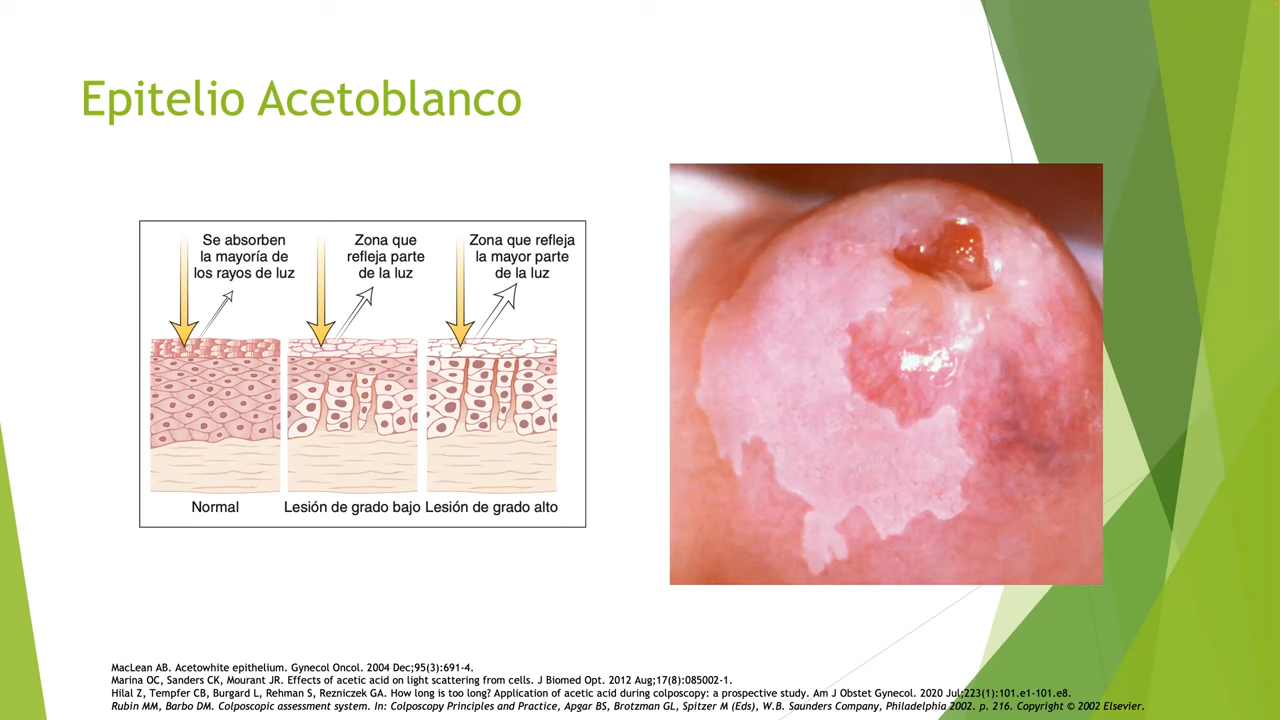 Epitelio Acetoblanco
Se absorben
la mayoría de
los rayos de luz
Zona que
refleja parte
de la luz
Zona que refleja
la mayor parte
de la luz
Normal
Lesión de grado bajo
Lesión de grado alto
MacLean AB. Acetowhite epithelium. Gynecol Oncol. 2004 Dec;95(3):691-4.
Marina OC, Sanders CK, Mourant JR. Effects of acetic acid on light scattering from cells. J Biomed Opt. 2012 Aug;17(8):085002-1.
Hilal Z, Tempfer CB, Burgard L, Rehman S, Rezniczek GA. How long is too long? Application of acetic acid during colposcopy: a prospective study. Am J Obstet Gynecol. 2020 Jul;223(1):101.e1-101.e8.
Rubin MM, Barbo DM. Colposcopic assessment system. In: Colposcopy Principles and Practice, Apgar BS, Brotzman GL, Spitzer M (Eds), W.B. Saunders Company, Philadelphia 2002. p. 216. Copyright © 2002 Elsevier.